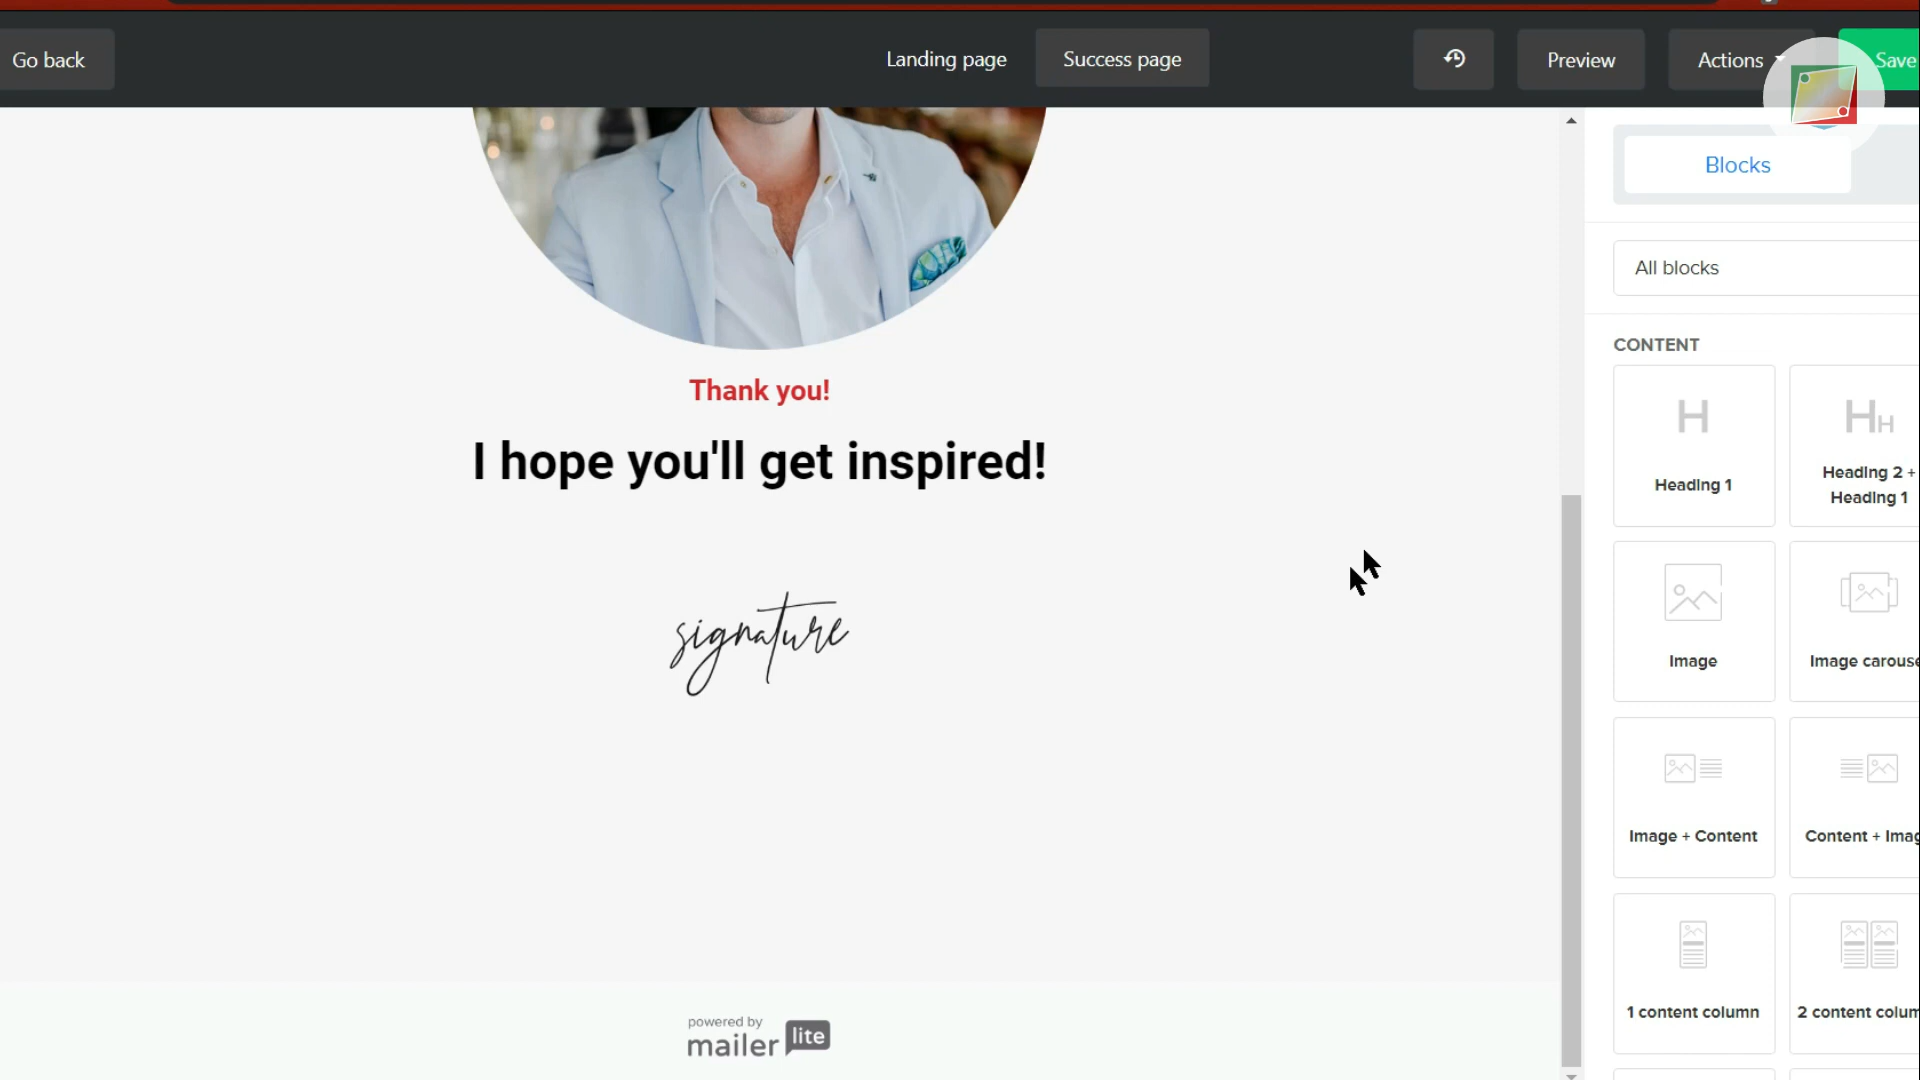 Go back
Landing page
Success page
Preview
Actions
Save
Blocks
All blocks
CONTENT
Thank you!
I hope you'll get inspired!
signature
Heading 1
Heading 2 +
Heading 1
Image
Image carouse
Image + Content
Content + Imag
1 content column
2 content colum
powered by
mailer lite